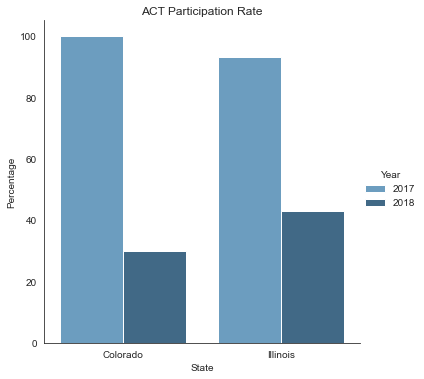 ACT Participation Rate
100
80
60
40
20
0
Percentage
Colorado
Illinois
State
Year
2017
2018